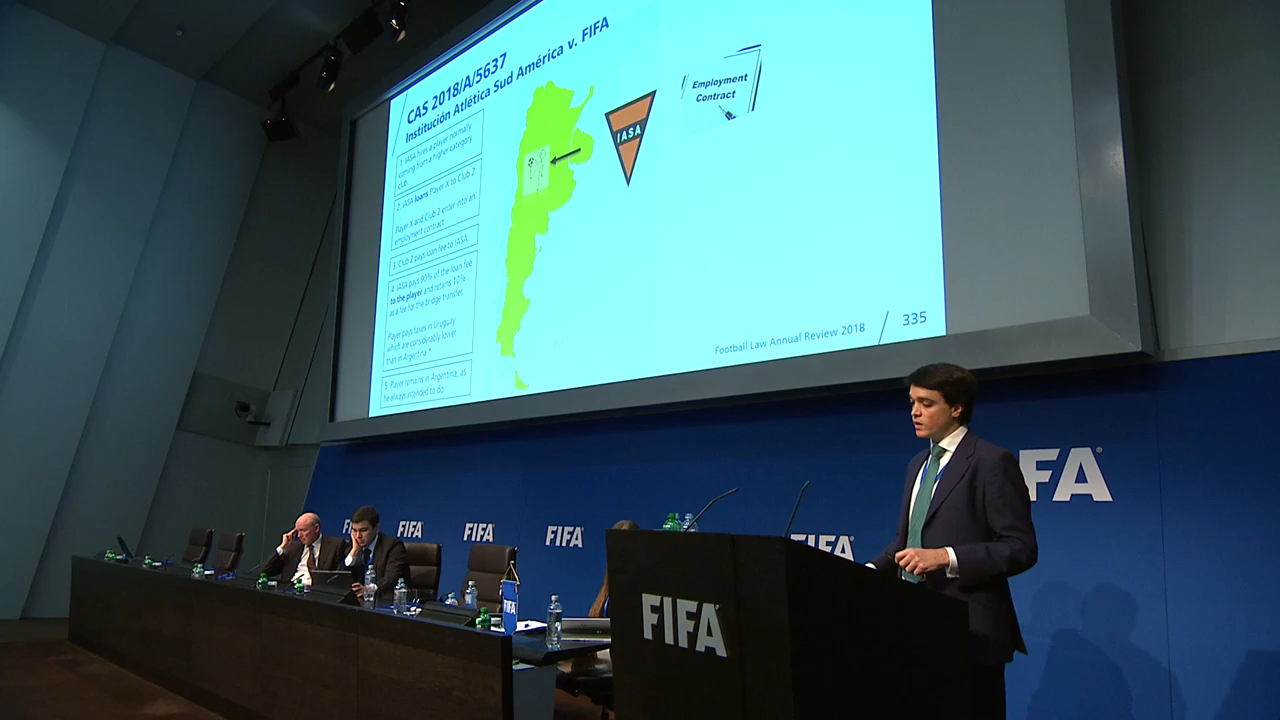 CAS 2018/A/5637
Institución Atlética Sud América v. FIFA
1. IASA hires a player normally
coming from a higher category
club.
2. IASA loans Player X to Club 2
Player X and Club 2 enter into an
employment contract
3. Club 2 pays loan fee to IASA.
4. IASA pays 90% of the loan fee
to the player and retains 10%
as a fee for the bridge transfer.
Player pays taxes in Uruguay
which are considerably lower
than in Argentina.*
5. Player remains in Argentina, as
he always intended to do.
IASA
Employment
Contract
Football Law Annual Review 2018 / 335
FIFA
FIFA
FIFA
FIFA
FIFA
FIFA
FIFA